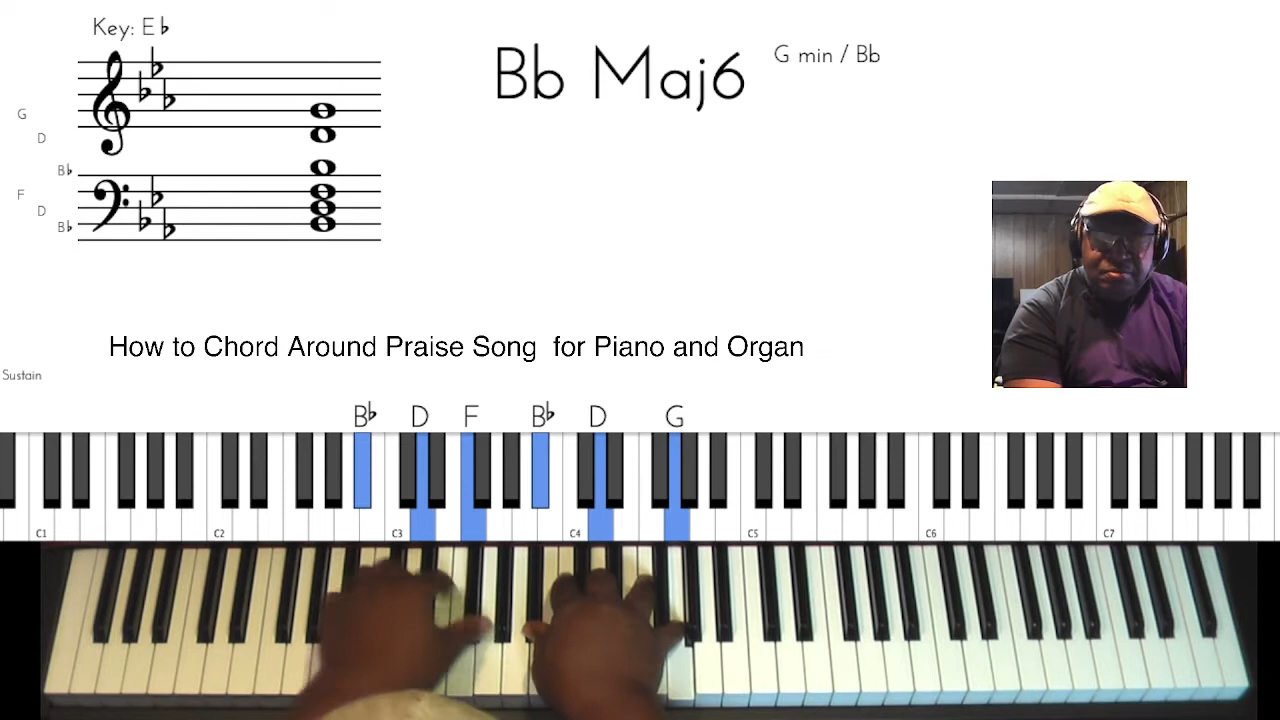 Key: E♭
Bb Maj6
G min / Bb
G
D
B♭
F
D
B♭
How to Chord Around Praise Song for Piano and Organ
Sustain
B♭ D F B♭ D G
C1 C2 C3 C4 C5 C6 C7